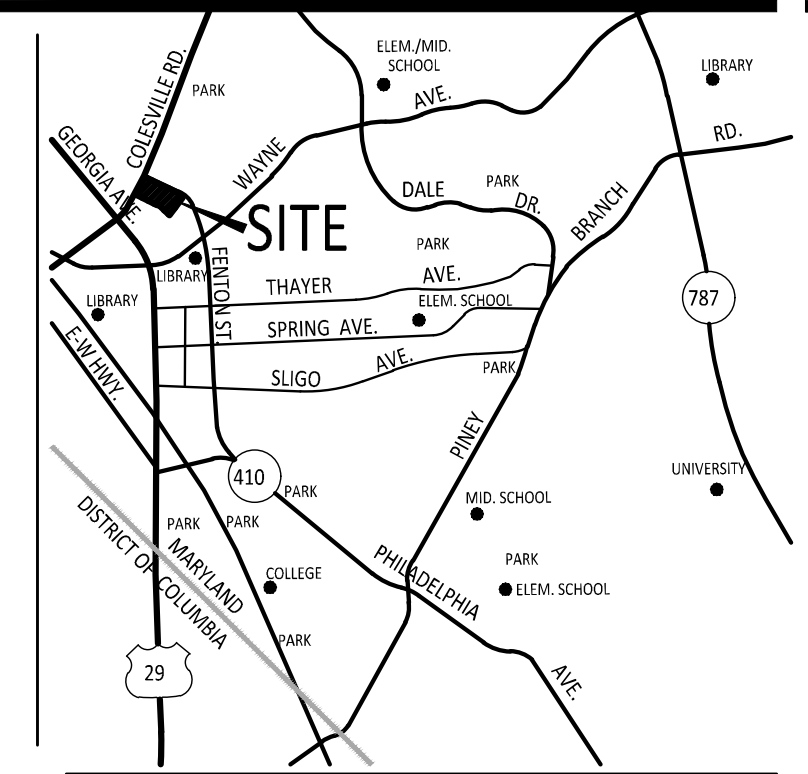 ELEM./MID.
SCHOOL
LIBRARY
COLESVILLE RD.
PARK
AVE.
RD.
GEORGIA AVE.
WAYNE
DALE
PARK
DR.
BRANCH
SITE
PARK
LIBRARY
FENTON ST.
THAYER
AVE.
LIBRARY
ELEM. SCHOOL
787
SPRING AVE.
E-W HWY.
SLIGO
AVE.
PARK
PINEY
410
PARK
UNIVERSITY
MID. SCHOOL
PARK
PARK
DISTRICT OF COLUMBIA
MARYLAND
COLLEGE
PHILADELPHIA
PARK
ELEM. SCHOOL
PARK
29
AVE.